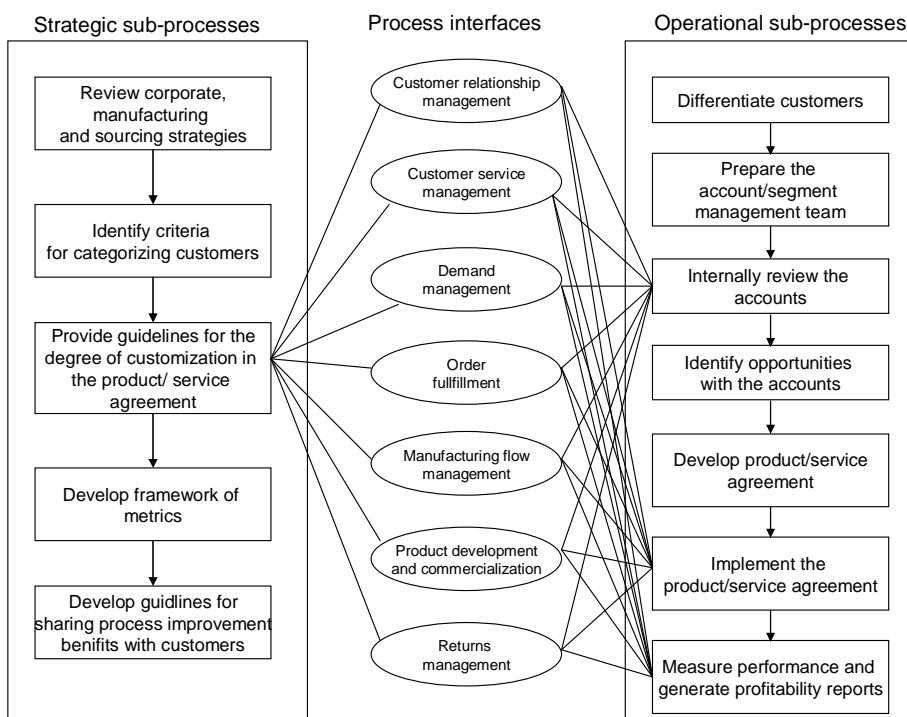 Strategic sub-processes
Process interfaces
Operational sub-processes
Review corporate,
manufacturing
and sourcing strategies
Identify criteria
for categorizing customers
Provide guidelines for the
degree of customization in
the product/ service
agreement
Develop framework of
metrics
Develop guidlines for
sharing process improvement
benifits with customers
Customer relationship
management
Customer service
management
Demand
management
Order
fullfillment
Manufacturing flow
management
Product development
and commercialization
Returns
management
Differentiate customers
Prepare the
account/segment
management team
Internally review the
accounts
Identify opportunities
with the accounts
Develop product/service
agreement
Implement the
product/service agreement
Measure performance and
generate profitability reports